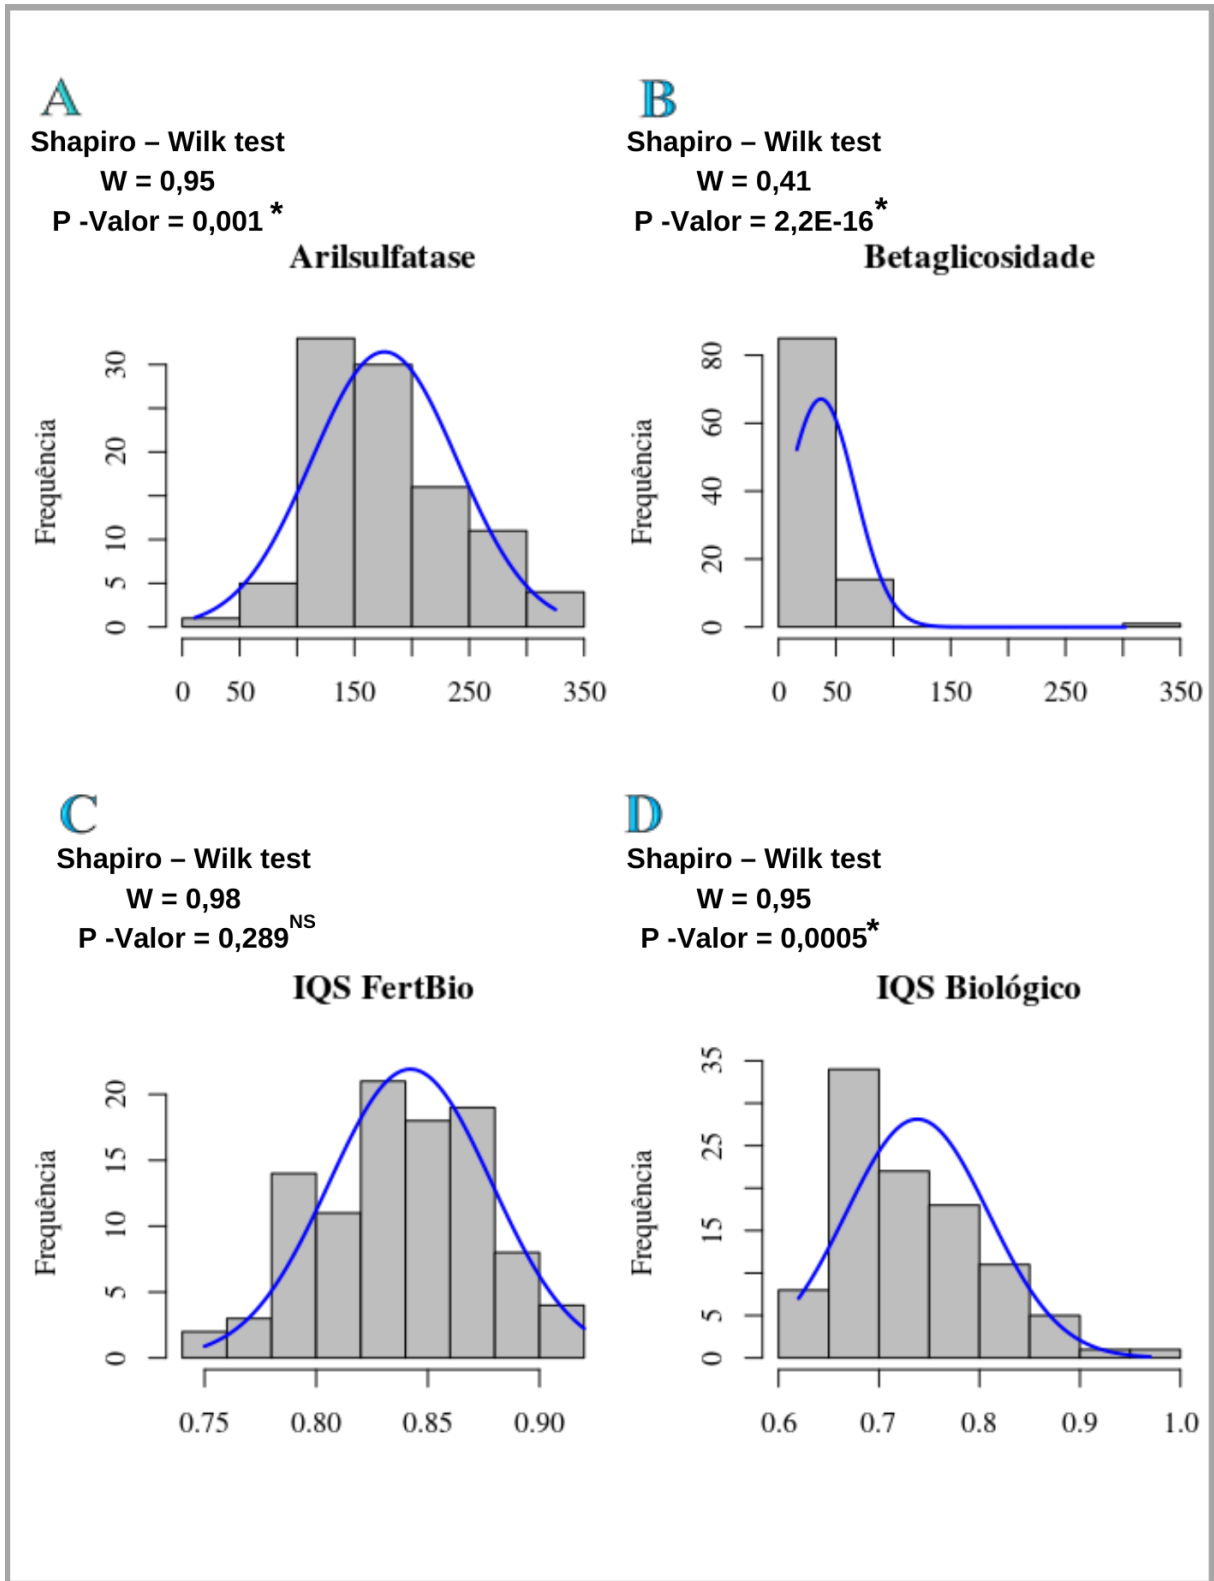 A
Shapiro – Wilk test
W = 0,95
P -Valor = 0,001 *
Arilsulfatase
Frequência
30
20
10
5
0
0 50 150 250 350
B
Shapiro – Wilk test
W = 0,41
P -Valor = 2,2E-16*
Betaglicosidade
Frequência
80
60
40
20
0
0 50 150 250 350
C
Shapiro – Wilk test
W = 0,98
P -Valor = 0,289NS
IQS FertBio
Frequência
20
15
10
5
0
0.75 0.80 0.85 0.90
D
Shapiro – Wilk test
W = 0,95
P -Valor = 0,0005*
IQS Biológico
Frequência
35
25
15
5
0
0.6 0.7 0.8 0.9 1.0